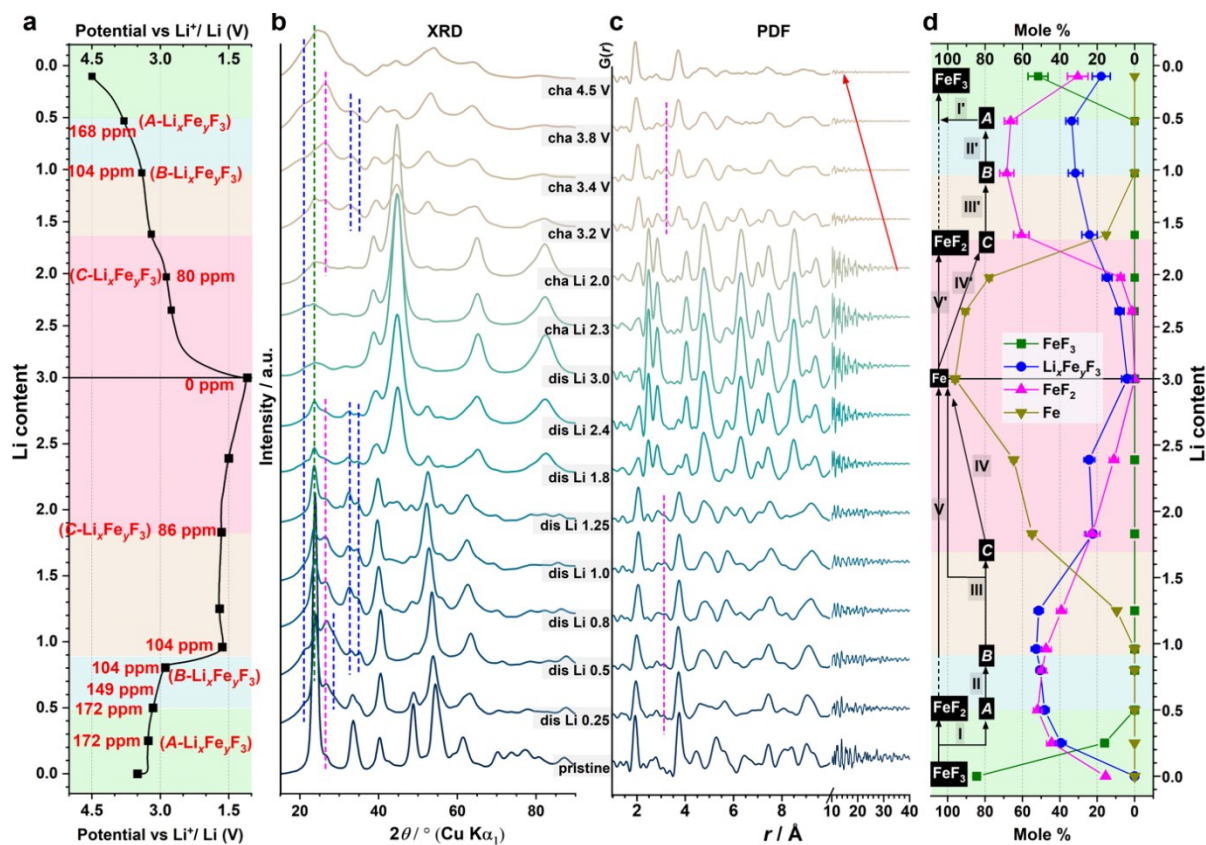 a
Potential vs Li⁺/ Li (V)
4.5 3.0 1.5
Li content
0.0
0.5
1.0
1.5
2.0
2.5
3.0
2.5
2.0
1.5
1.0
0.5
0.0
168 ppm
(A-LixFeyF3)
104 ppm
(B-LixFeyF3)
(C-LixFeyF3)
80 ppm
0 ppm
(C-LixFeyF3)
86 ppm
104 ppm
104 ppm
(B-LixFeyF3)
149 ppm
172 ppm
172 ppm
(A-LixFeyF3)
4.5 3.0 1.5
Potential vs Li⁺/ Li (V)
b
XRD
Intensity / a.u.
20 40 60 80
2θ / ° (Cu Kα1)
c
PDF
G(r)
cha 4.5 V
cha 3.8 V
cha 3.4 V
cha 3.2 V
cha Li 2.0
cha Li 2.3
dis Li 3.0
dis Li 2.4
dis Li 1.8
dis Li 1.25
dis Li 1.0
dis Li 0.8
dis Li 0.5
dis Li 0.25
pristine
2 4 6 8 10 20 30 40
r / Å
d
Mole %
100 80 60 40 20 0
FeF3
I'
A
II'
B
III'
FeF2
C
IV'
V'
Fe
FeF3
LixFeyF3
FeF2
Fe
IV
V
C
III
B
II
FeF2
A
I
FeF3
0.0
0.5
1.0
1.5
2.0
2.5
3.0
2.5
2.0
1.5
1.0
0.5
0.0
Li content
100 80 60 40 20 0
Mole %